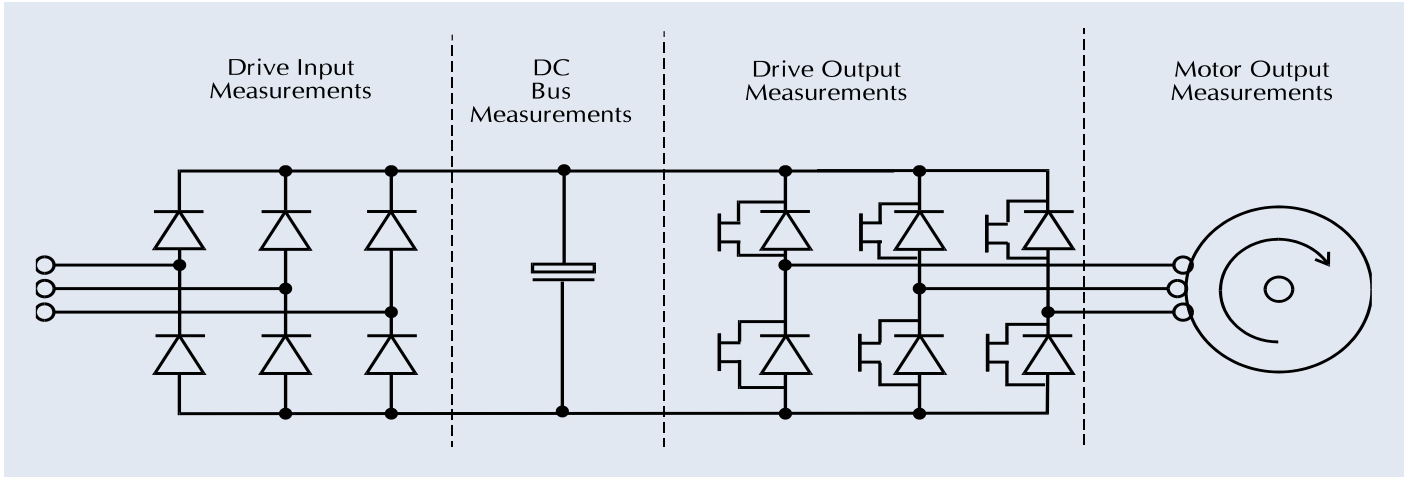 Drive Input
Measurements
DC
Bus
Measurements
Drive Output
Measurements
Motor Output
Measurements